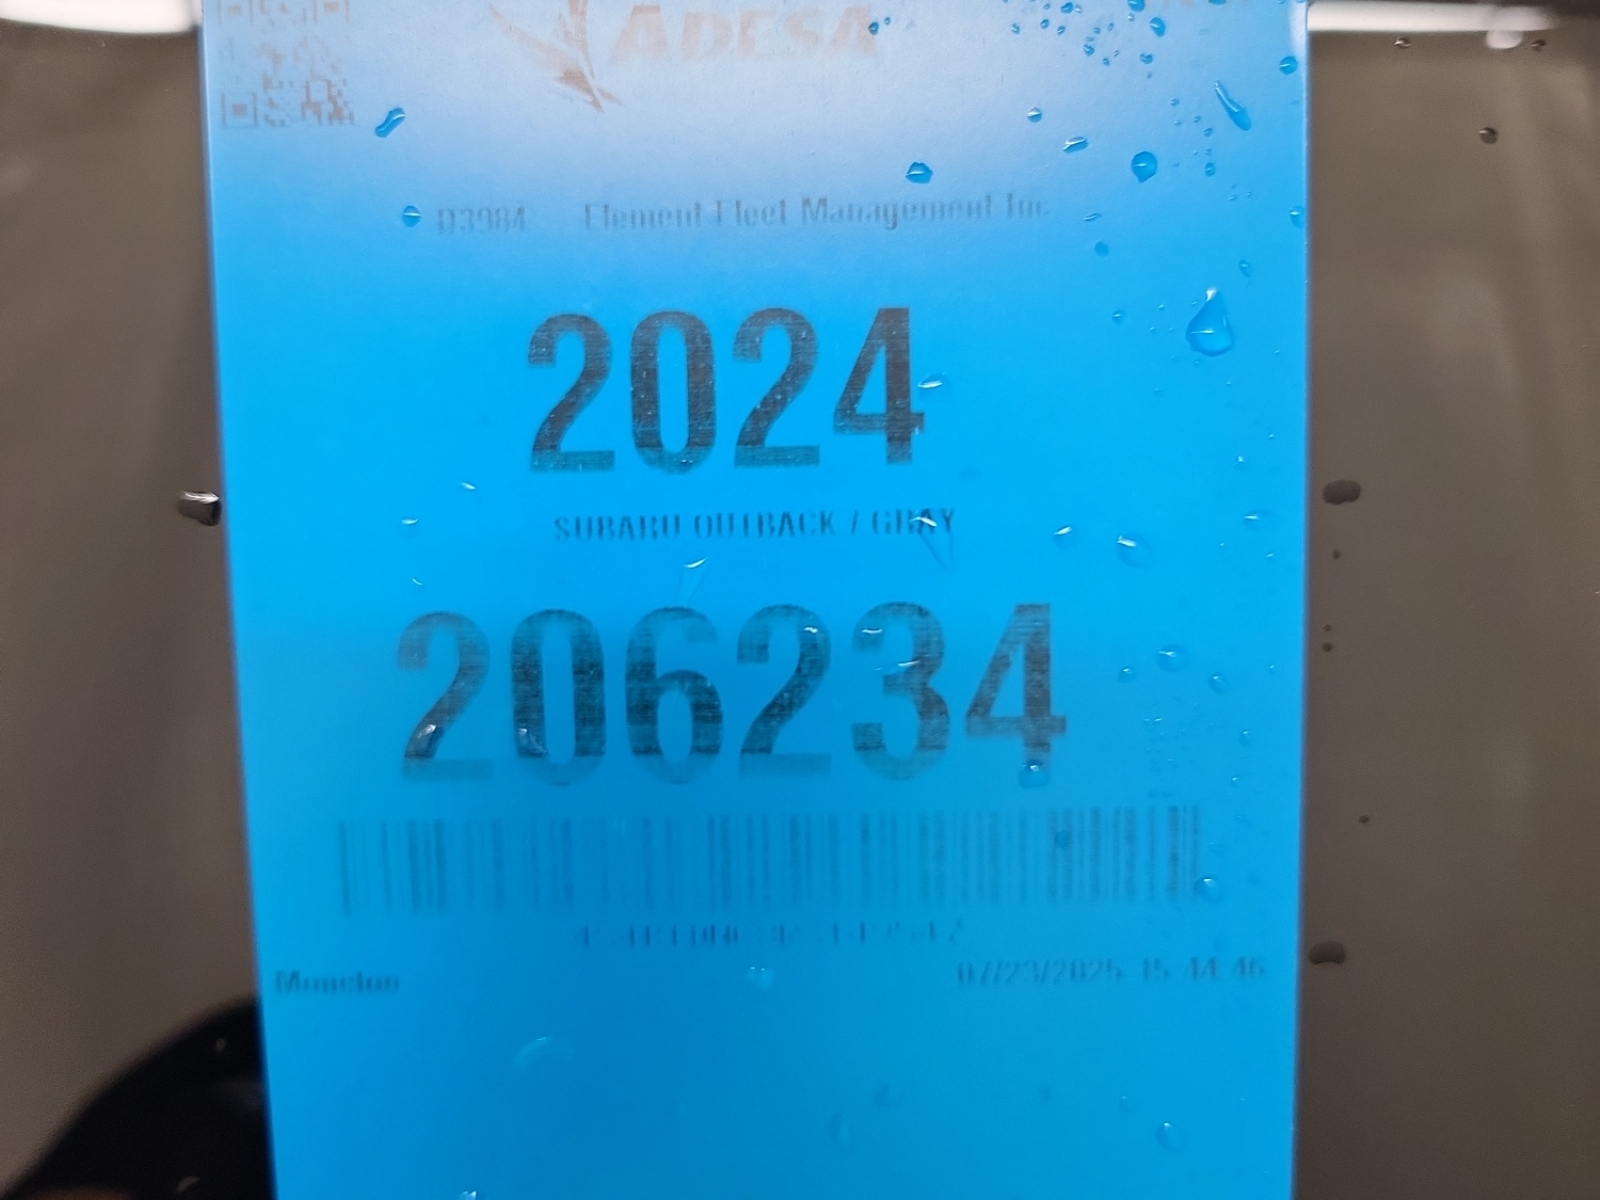 ADESA
D3984 Element Fleet Management Inc
2024
SUBARU OUTBACK / GRAY
206234
Moncton
07/23/2025 15:44:46